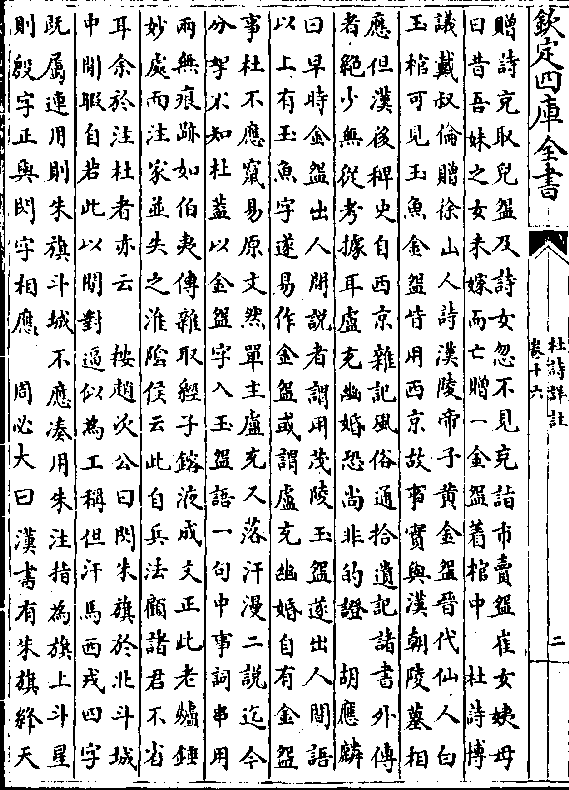 欽定四庫全書
杜詩詳註
卷十六
二
贈詩充取兒盌及詩女忽不見充詣市賣盌崔女姨母
曰昔吾妹之女未嫁而亡贈一金盌着棺中　杜詩博
議戴叔倫贈徐山人詩漢陵帝子黄金盌晉代仙人白
玉棺可見玉魚金盌皆用西京故事實與漢朝陵墓相
應但漢後稗史自西京雜記風俗通拾遺記諸書外傳
者絶少無從考據耳盧充幽婚恐尚非的證　胡應麟
曰早時金盌出人間説者謂用茂陵玉盌遂出人間語
以上有玉魚字遂易作金盌或謂盧充幽婚自有金盌
事杜不應竄易原文然單主盧充又落汗漫二説迄今
分拏不知杜蓋以金盌字入玉盌語一句中事詞串用
兩無痕跡如伯夷傳雜取經子鎔液成文正此老爐錘
妙處而注家並失之淮陰侯云此自兵法顧諸君不省
耳余於注杜者亦云　按趙次公曰閃朱旗於北斗城
中閒暇自若此以閒對逼似為工稱但汗馬西戎四字
既屬連用則朱旗斗城不應湊用朱注指為旗上斗星
則殷字正與閃字相應　周必大曰漢書有朱旗絳天